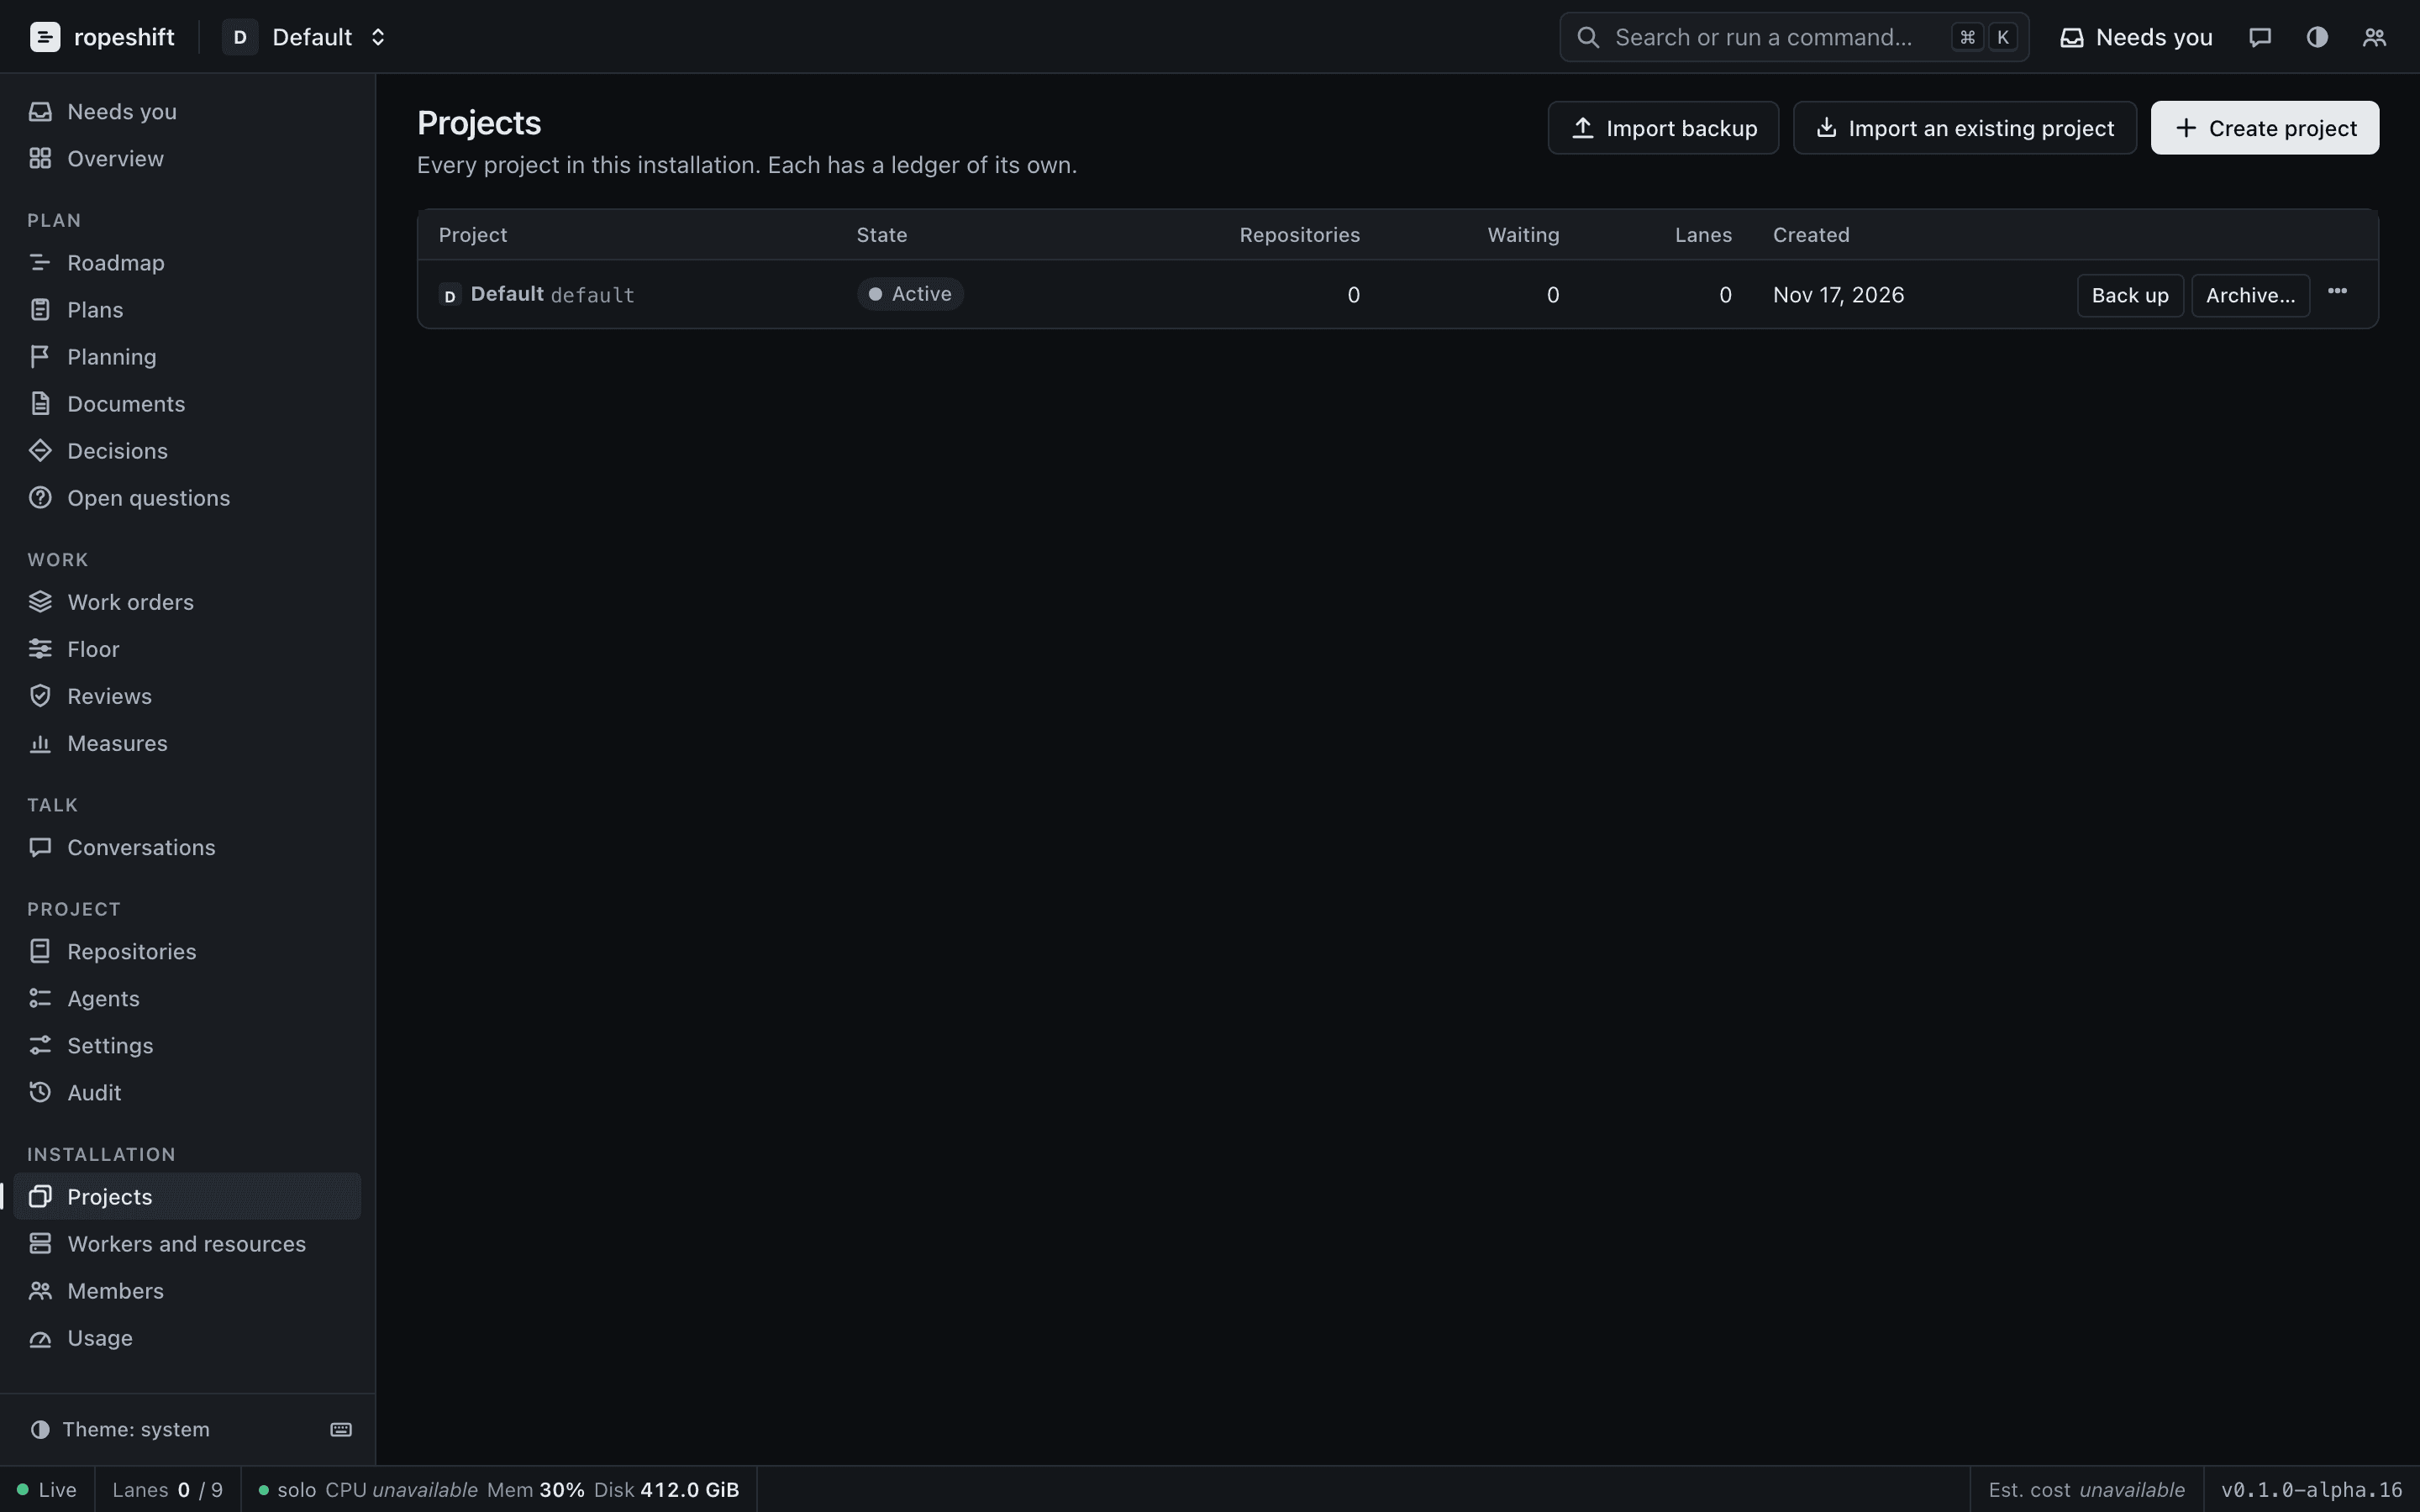 ropeshift D Default Search or run a command... ⌘ K Needs you
Needs you
Overview
PLAN
Roadmap
Plans
Planning
Documents
Decisions
Open questions
WORK
Work orders
Floor
Reviews
Measures
TALK
Conversations
PROJECT
Repositories
Agents
Settings
Audit
INSTALLATION
Projects
Workers and resources
Members
Usage
Theme: system
Projects
Every project in this installation. Each has a ledger of its own.
Import backup Import an existing project Create project
Project State Repositories Waiting Lanes Created
D Default default Active 0 0 0 Nov 17, 2026 Back up Archive...
Live Lanes 0 / 9 solo CPU unavailable Mem 30% Disk 412.0 GiB Est. cost unavailable v0.1.0-alpha.16